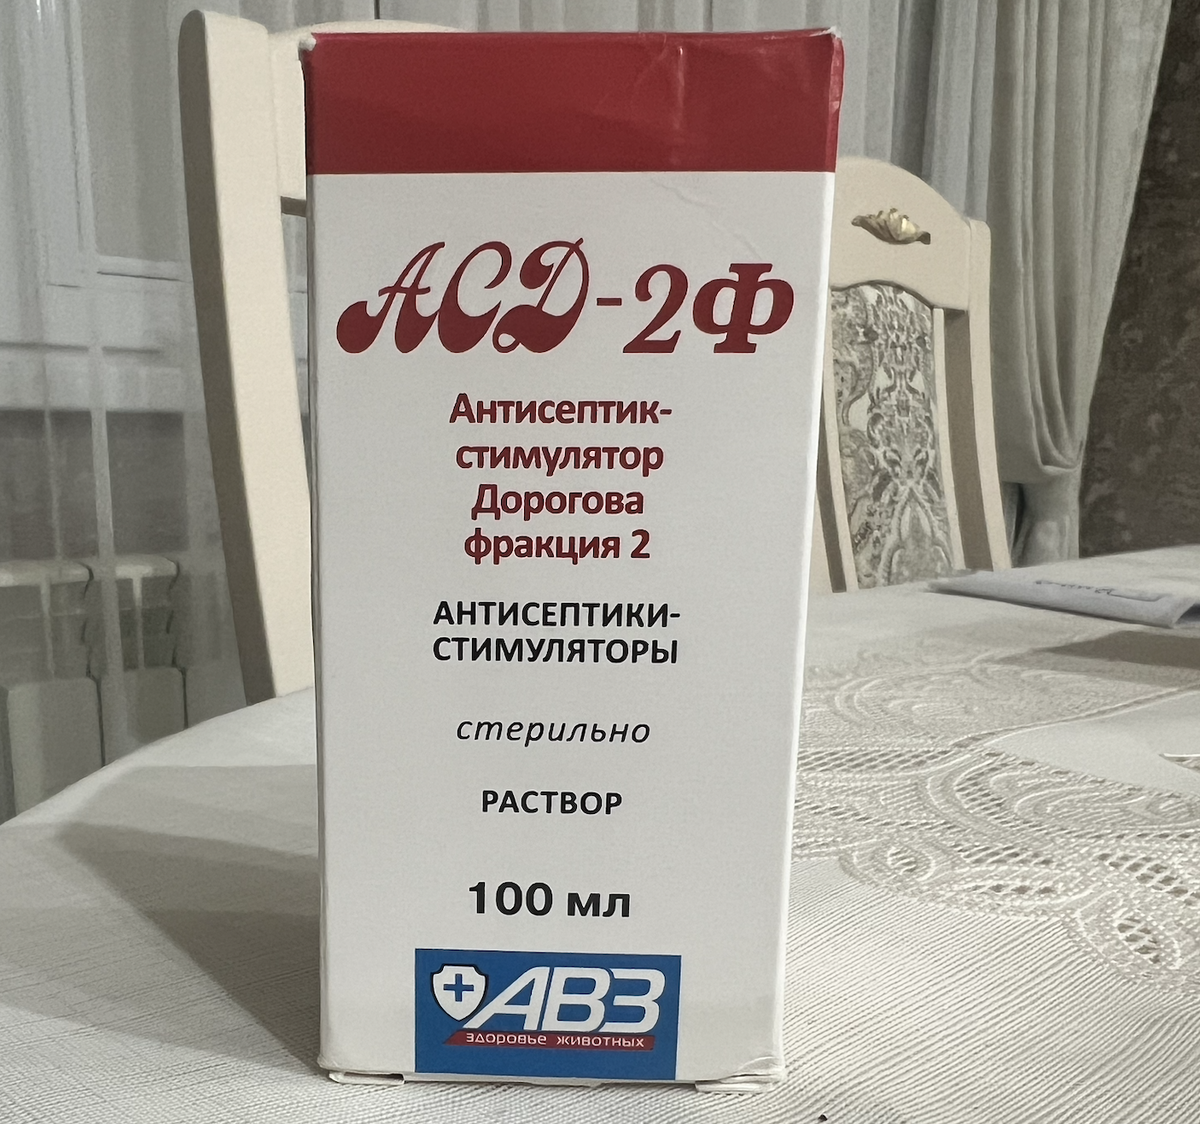 АСД-2Ф
Антисептик-
стимулятор
Дорогова
фракция 2
АНТИСЕПТИКИ-
СТИМУЛЯТОРЫ
стерильно
РАСТВОР
100 мл
АВЗ
здоровье животных